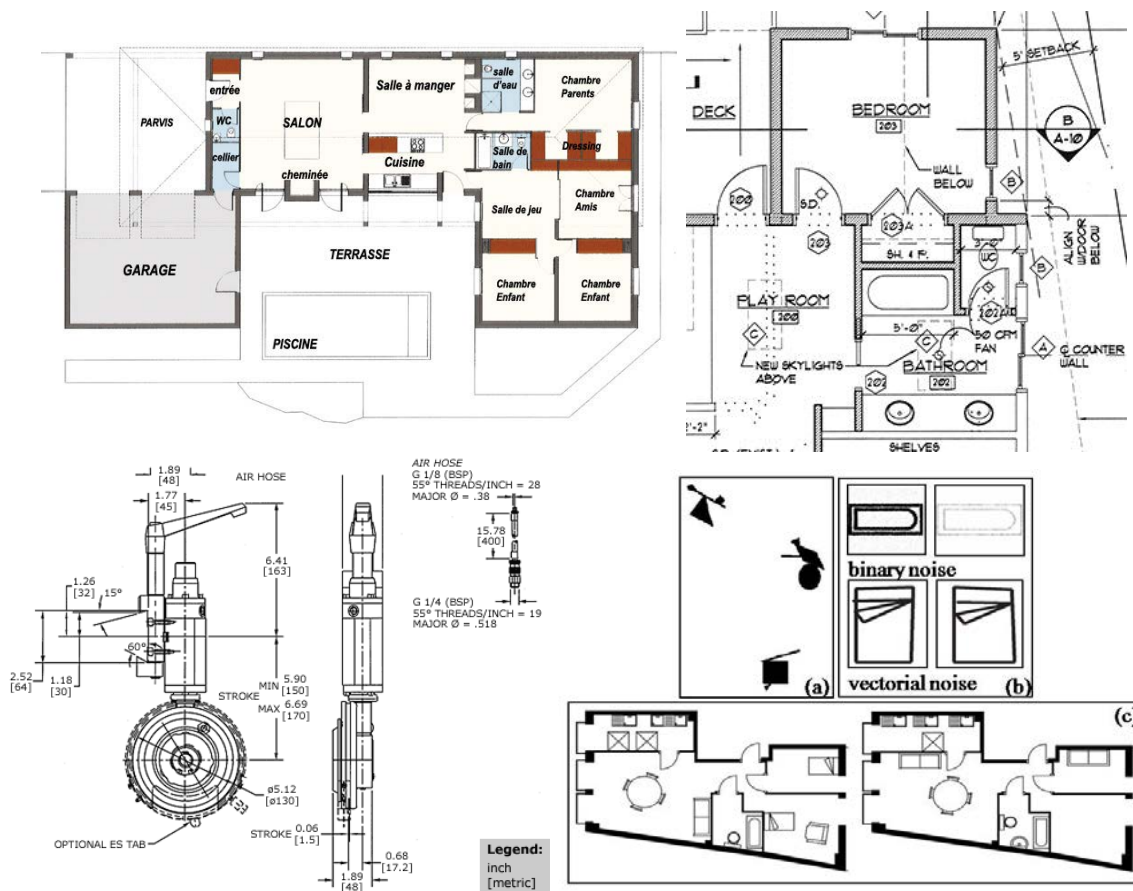 entrée
WC
cellier
PARVIS
SALON
cheminée
Salle à manger
Cuisine
salle
d'eau
Chambre
Parents
Dressing
Salle de
bain
Salle de jeu
Chambre
Amis
Chambre
Enfant
Chambre
Enfant
GARAGE
TERRASSE
PISCINE
5' SETBACK
DECK
BEDROOM
203
B
A-10
WALL
BELOW
B
200
S.D.
203
203A
SH. & P.
3'-0"
WC
ALIGN
W/DOOR
BELOW
B
PLAY ROOM
200
C
5'-0"
C
202A
50 CFM
FAN
A
C COUNTER
WALL
NEW SKYLIGHTS
ABOVE
BATHROOM
202
202
SHELVES
1.89
[48]
AIR HOSE
1.77
[45]
6.41
[163]
1.26
[32]
15°
60°
2.52
[64]
1.18
[30]
STROKE
MIN 5.90
[150]
MAX 6.69
[170]
ø5.12
[ø130]
OPTIONAL ES TAB
STROKE 0.06
[1.5]
0.68
[17.2]
1.89
[48]
AIR HOSE
G 1/8 (BSP)
55° THREADS/INCH = 28
MAJOR Ø = .38
15.78
[400]
G 1/4 (BSP)
55° THREADS/INCH = 19
MAJOR Ø = .518
Legend:
inch
[metric]
(a)
binary noise
vectorial noise
(b)
(c)